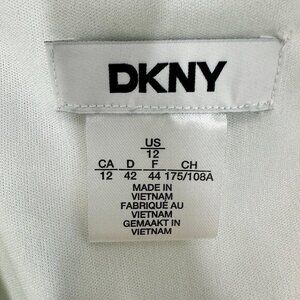 DKNY
US
12
CA D F CH
12 42 44 175/108A
MADE IN
VIETNAM
FABRIQUÉ AU
VIETNAM
GEMAAKT IN
VIETNAM